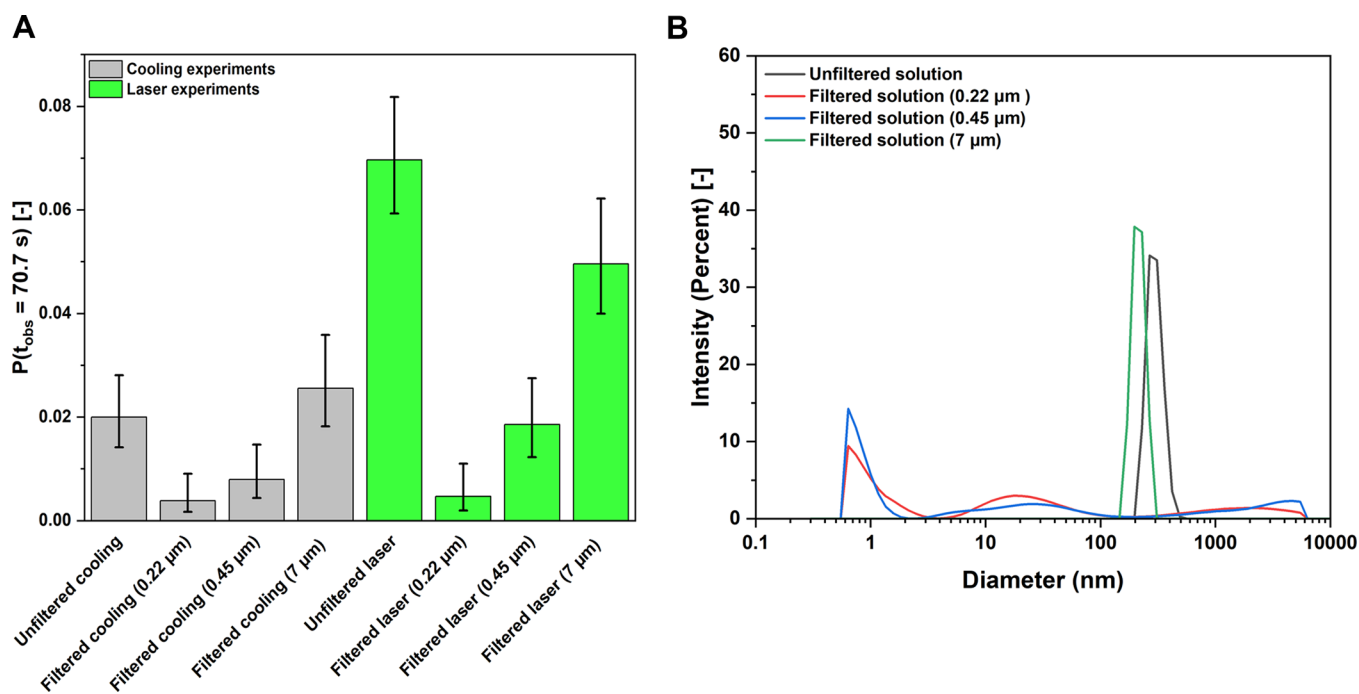 A
Cooling experiments
Laser experiments
P(t_obs = 70.7 s) [-]
0.08
0.06
0.04
0.02
0.00
Unfiltered cooling
Filtered cooling (0.22 µm)
Filtered cooling (0.45 µm)
Filtered cooling (7 µm)
Unfiltered laser
Filtered laser (0.22 µm)
Filtered laser (0.45 µm)
Filtered laser (7 µm)
B
Unfiltered solution
Filtered solution (0.22 µm )
Filtered solution (0.45 µm)
Filtered solution (7 µm)
Intensity (Percent) [-]
60
50
40
30
20
10
0
0.1
1
10
100
1000
10000
Diameter (nm)